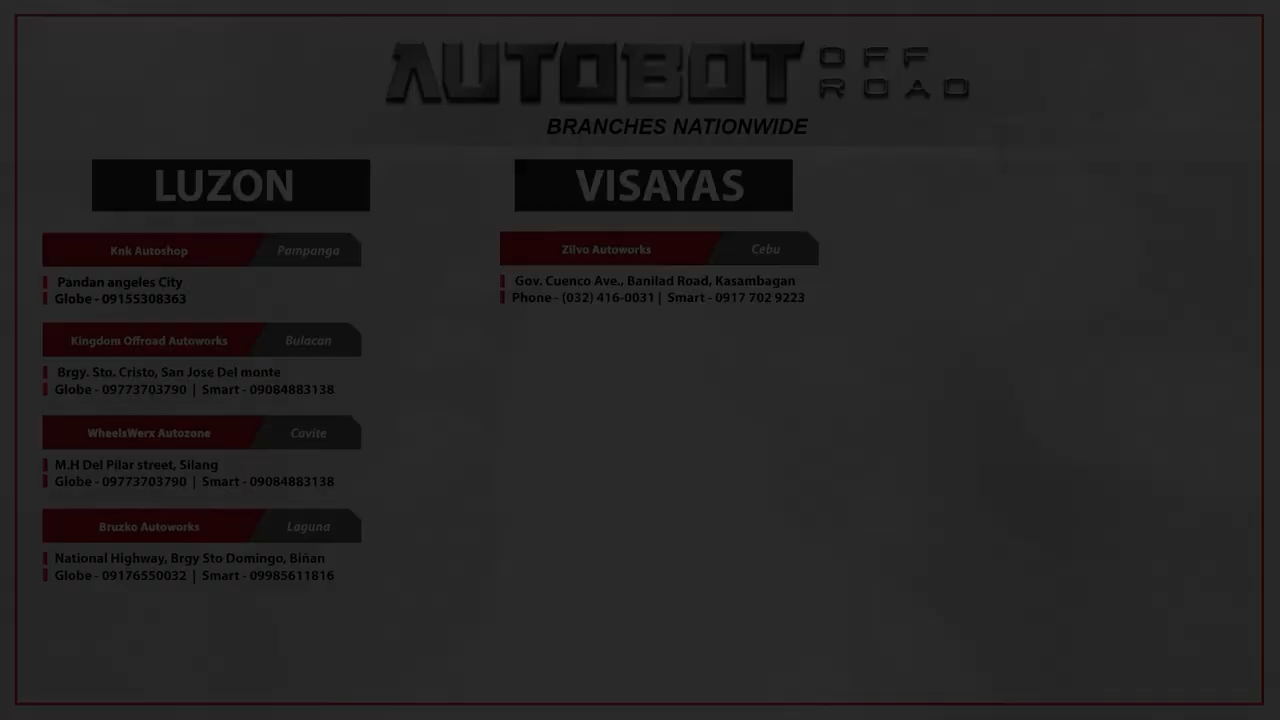 AUTOBOT OFF ROAD
BRANCHES NATIONWIDE
LUZON
Knk Autoshop Pampanga
Pandan angeles City
Globe - 09155308363
Kingdom Offroad Autoworks Bulacan
Brgy. Sto. Cristo, San Jose Del monte
Globe - 09773703790 | Smart - 09084883138
WheelsWerx Autozone Cavite
M.H Del Pilar street, Silang
Globe - 09773703790 | Smart - 09084883138
Bruzko Autoworks Laguna
National Highway, Brgy Sto Domingo, Biñan
Globe - 09176550032 | Smart - 09985611816
VISAYAS
Zilvo Autoworks Cebu
Gov. Cuenco Ave., Banilad Road, Kasambagan
Phone - (032) 416-0031 | Smart - 0917 702 9223